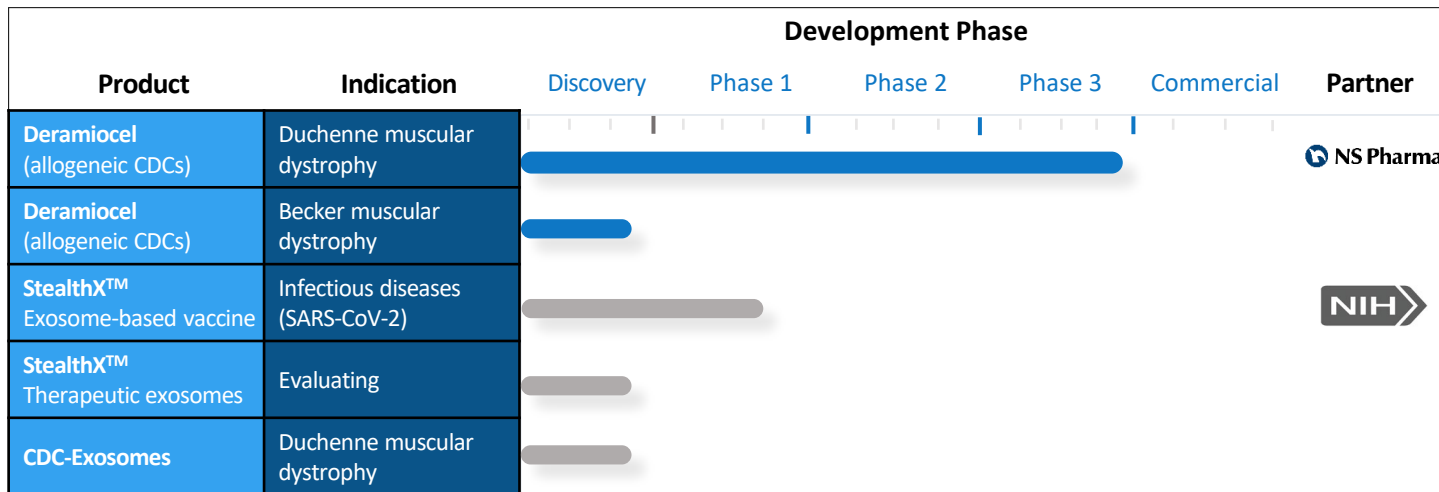 Development Phase
Product Indication Discovery Phase 1 Phase 2 Phase 3 Commercial Partner
Deramiocel
(allogeneic CDCs)
Duchenne muscular
dystrophy
NS Pharma
Deramiocel
(allogeneic CDCs)
Becker muscular
dystrophy
StealthX™
Exosome-based vaccine
Infectious diseases
(SARS-CoV-2)
NIH
StealthX™
Therapeutic exosomes
Evaluating
CDC-Exosomes
Duchenne muscular
dystrophy